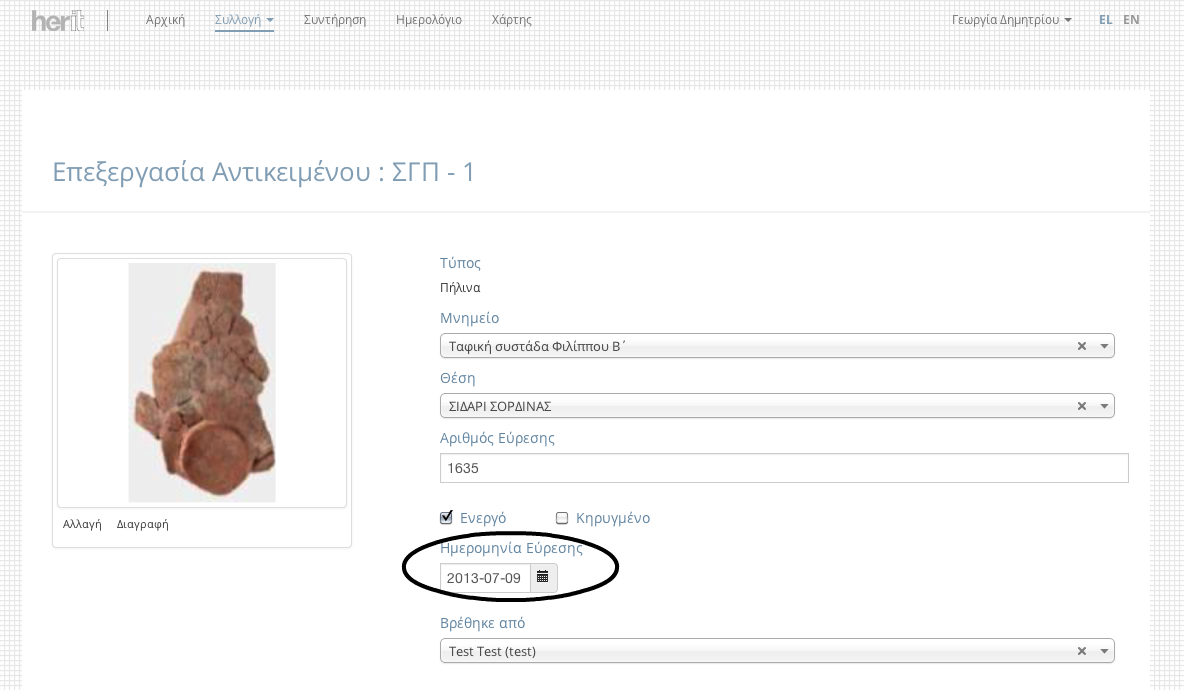 herit Αρχική Συλλογή Συντήρηση Ημερολόγιο Χάρτης Γεωργία Δημητρίου EL EN
Επεξεργασία Αντικειμένου : ΣΓΠ - 1
Τύπος
Πήλινα
Μνημείο
Ταφική συστάδα Φιλίππου Β΄
Θέση
ΣΙΔΑΡΙ ΣΟΡΔΙΝΑΣ
Αριθμός Εύρεσης
1635
Ενεργό Κηρυγμένο
Ημερομηνία Εύρεσης
2013-07-09
Βρέθηκε από
Test Test (test)
Αλλαγή Διαγραφή